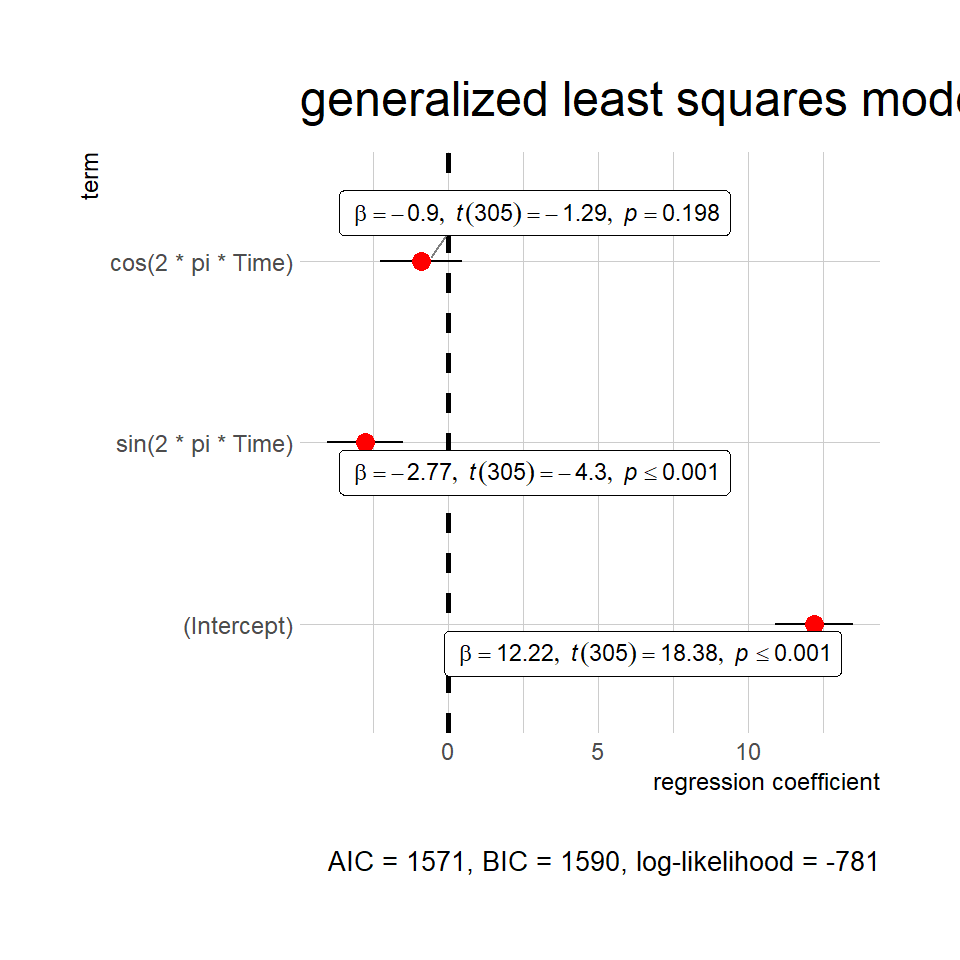 generalized least squares mode
term
β = −0.9, t(305) = −1.29, p = 0.198
cos(2 * pi * Time)
sin(2 * pi * Time)
β = −2.77, t(305) = −4.3, p ≤ 0.001
(Intercept)
β = 12.22, t(305) = 18.38, p ≤ 0.001
0 5 10
regression coefficient
AIC = 1571, BIC = 1590, log-likelihood = -781